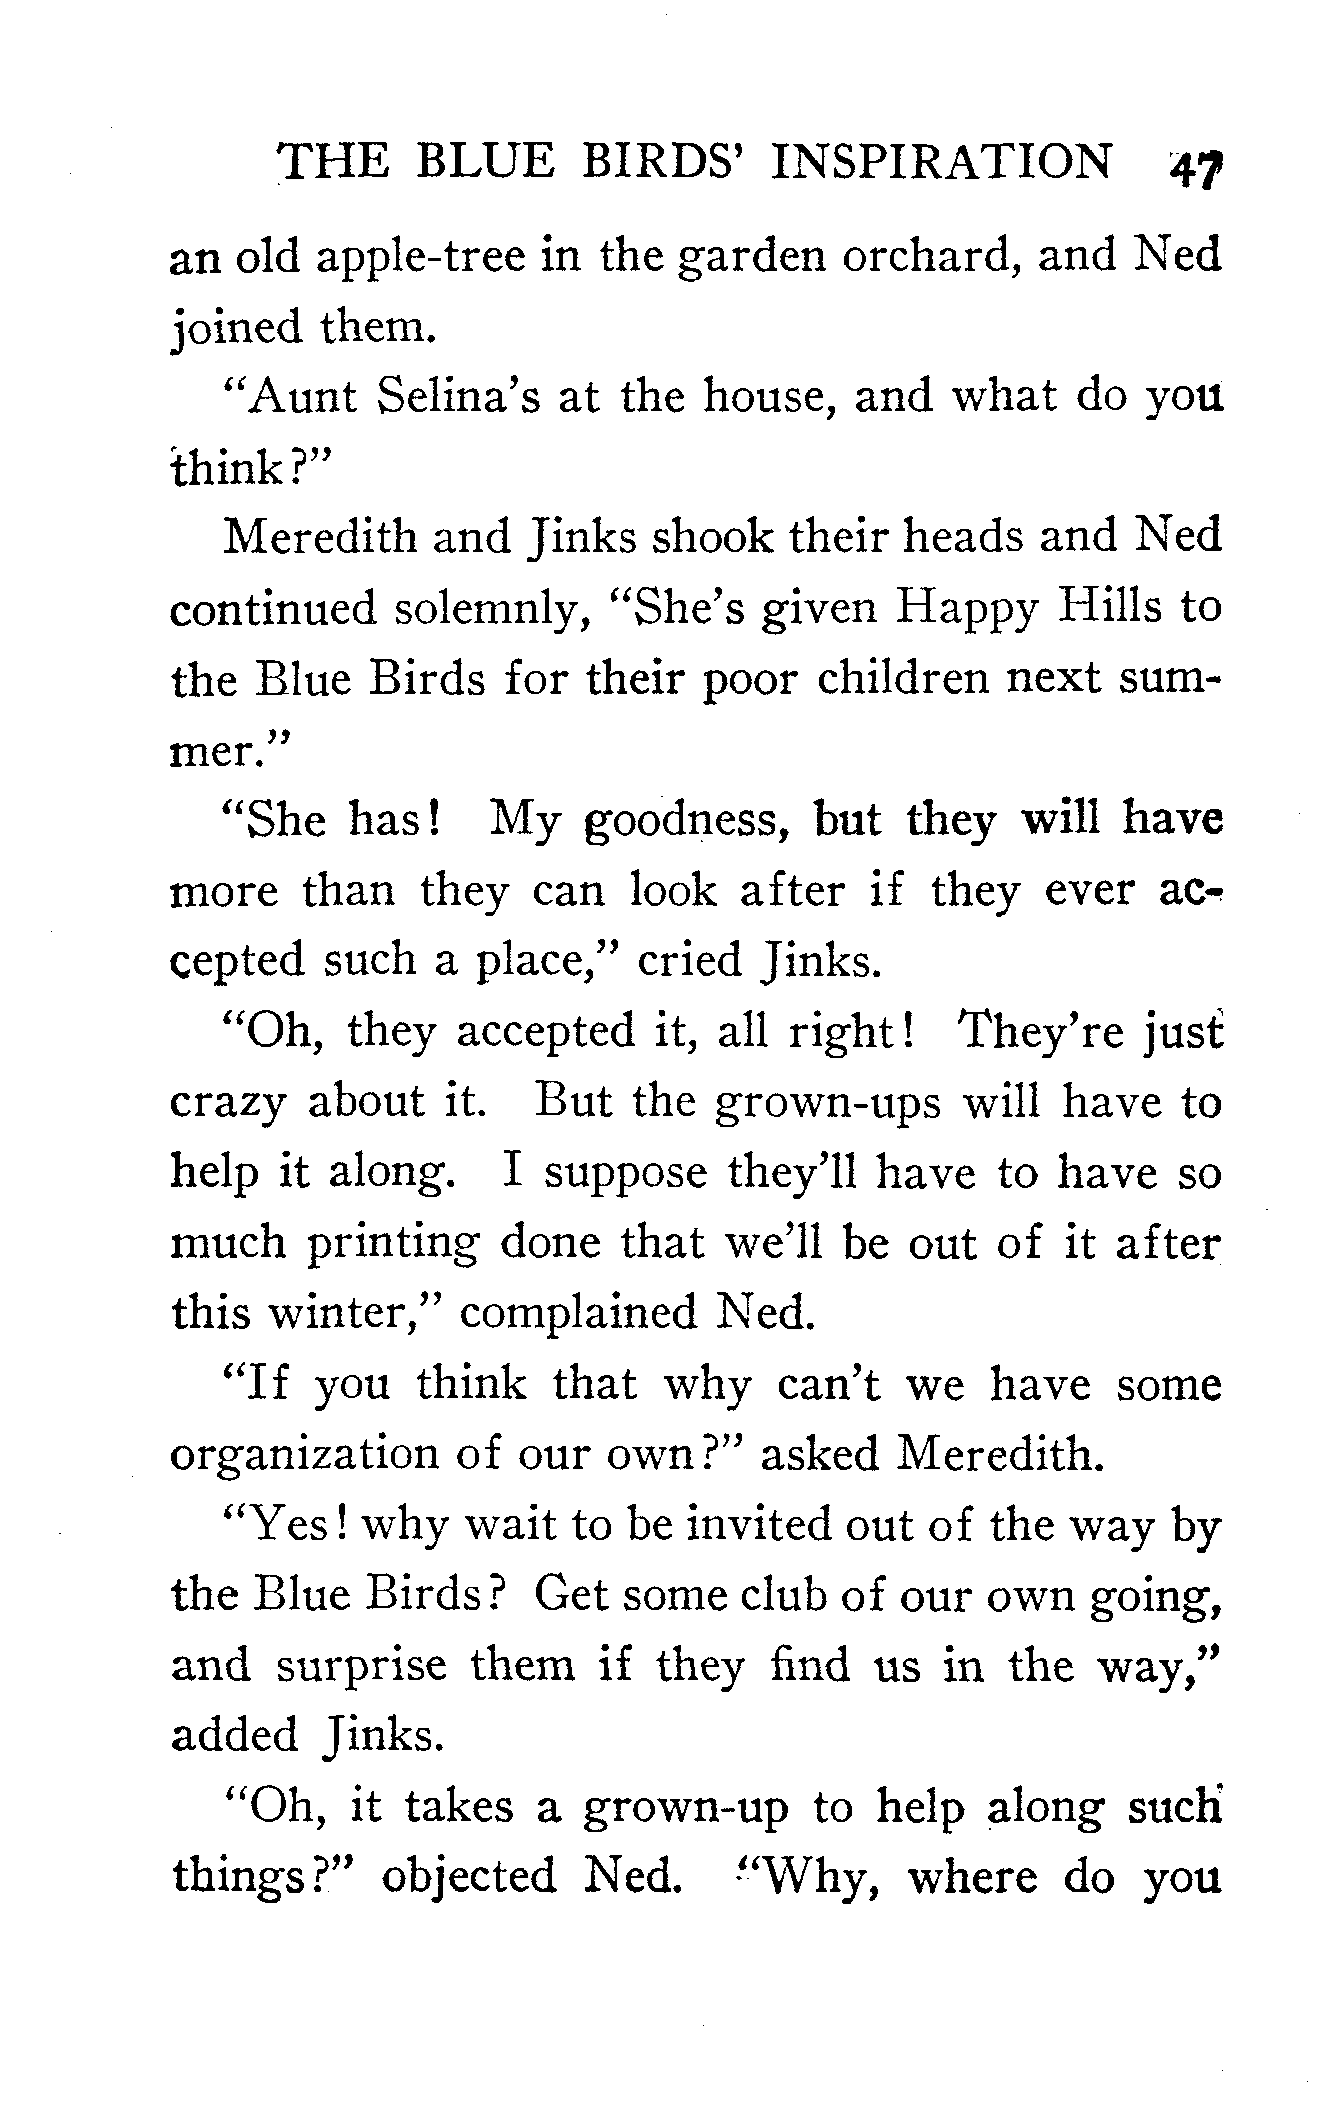 THE BLUE BIRDS' INSPIRATION 47
an old apple-tree in the garden orchard, and Ned
joined them.
"Aunt Selina's at the house, and what do you
think?"
Meredith and Jinks shook their heads and Ned
continued solemnly, "She's given Happy Hills to
the Blue Birds for their poor children next sum-
mer."
"She has! My goodness, but they will have
more than they can look after if they ever ac-
cepted such a place," cried Jinks.
"Oh, they accepted it, all right! They're just
crazy about it. But the grown-ups will have to
help it along. I suppose they'll have to have so
much printing done that we'll be out of it after
this winter," complained Ned.
"If you think that why can't we have some
organization of our own?" asked Meredith.
"Yes! why wait to be invited out of the way by
the Blue Birds? Get some club of our own going,
and surprise them if they find us in the way,"
added Jinks.
"Oh, it takes a grown-up to help along such
things?" objected Ned. "Why, where do you